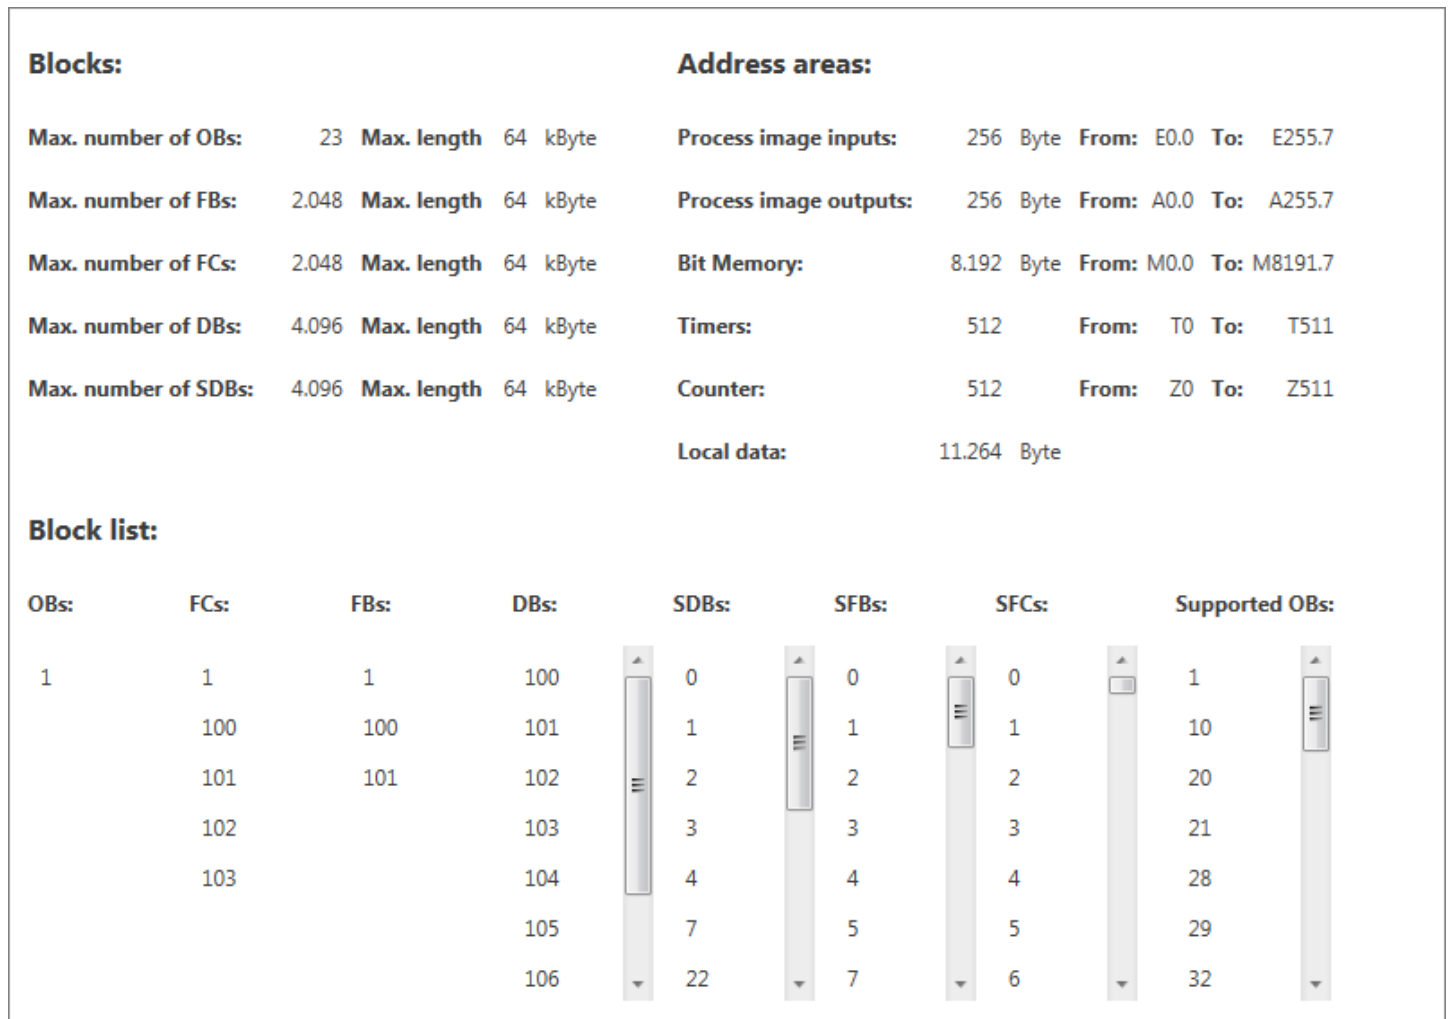 Blocks: Address areas:
Max. number of OBs: 23 Max. length 64 kByte Process image inputs: 256 Byte From: E0.0 To: E255.7
Max. number of FBs: 2.048 Max. length 64 kByte Process image outputs: 256 Byte From: A0.0 To: A255.7
Max. number of FCs: 2.048 Max. length 64 kByte Bit Memory: 8.192 Byte From: M0.0 To: M8191.7
Max. number of DBs: 4.096 Max. length 64 kByte Timers: 512 From: T0 To: T511
Max. number of SDBs: 4.096 Max. length 64 kByte Counter: 512 From: Z0 To: Z511
Local data: 11.264 Byte
Block list:
OBs: FCs: FBs: DBs: SDBs: SFBs: SFCs: Supported OBs:
1 1 1 100 0 0 0 1
100 100 101 1 1 1 10
101 101 102 2 2 2 20
102 103 3 3 3 21
103 104 4 4 4 28
105 7 5 5 29
106 22 7 6 32